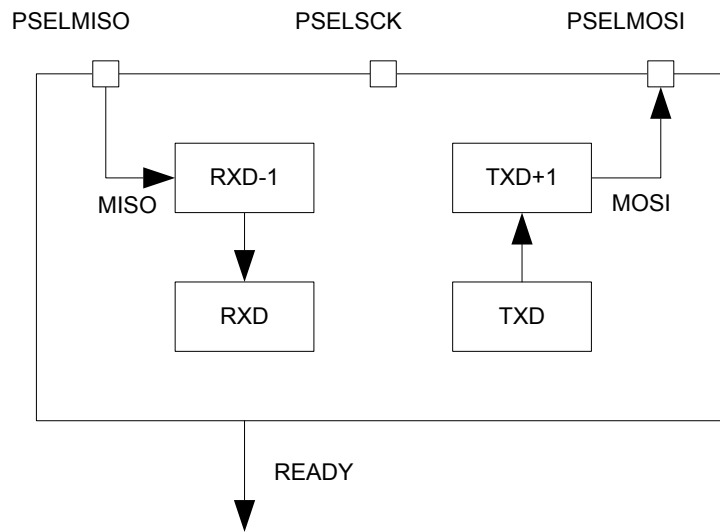 PSELMISO PSELSCK PSELMOSI
RXD-1 TXD+1
MISO MOSI
RXD TXD
READY